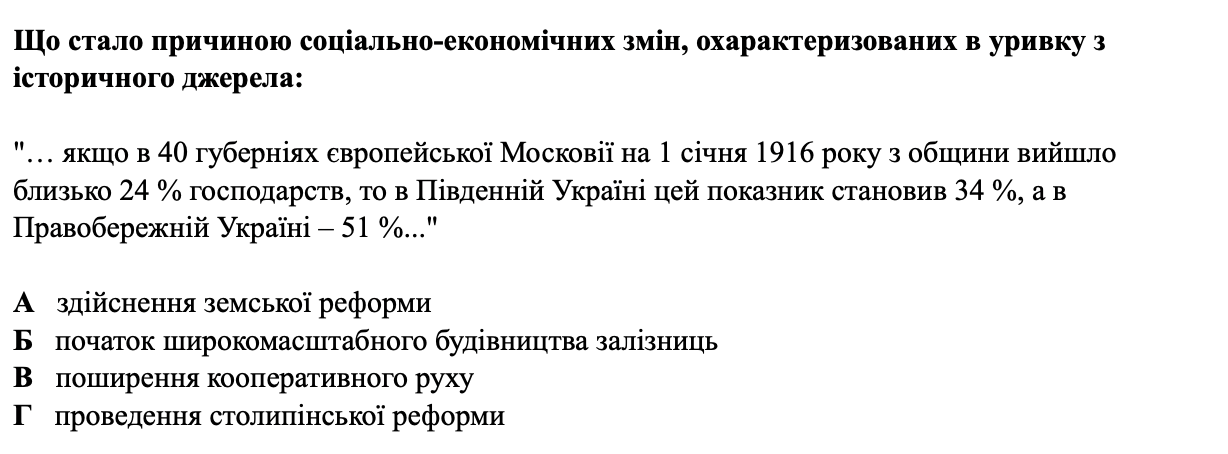 Що стало причиною соціально-економічних змін, охарактеризованих в уривку з
історичного джерела:
"… якщо в 40 губерніях європейської Московії на 1 січня 1916 року з общини вийшло
близько 24 % господарств, то в Південній Україні цей показник становив 34 %, а в
Правобережній Україні – 51 %..."
А здійснення земської реформи
Б початок широкомасштабного будівництва залізниць
В поширення кооперативного руху
Г проведення столипінської реформи